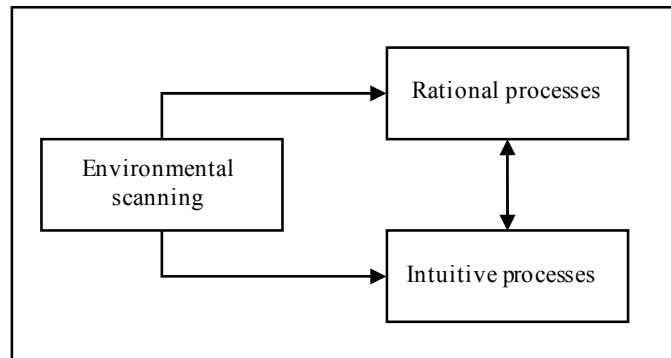 Rational processes
Environmental
scanning
Intuitive processes